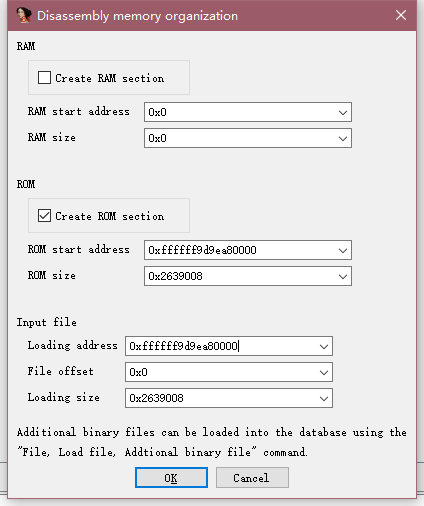 Disassembly memory organization
RAM
Create RAM section
RAM start address 0x0
RAM size 0x0
ROM
Create ROM section
ROM start address 0xffffff9d9ea80000
ROM size 0x2639008
Input file
Loading address 0xffffff9d9ea80000
File offset 0x0
Loading size 0x2639008
Additional binary files can be loaded into the database using the
"File, Load file, Addtional binary file" command.
OK Cancel